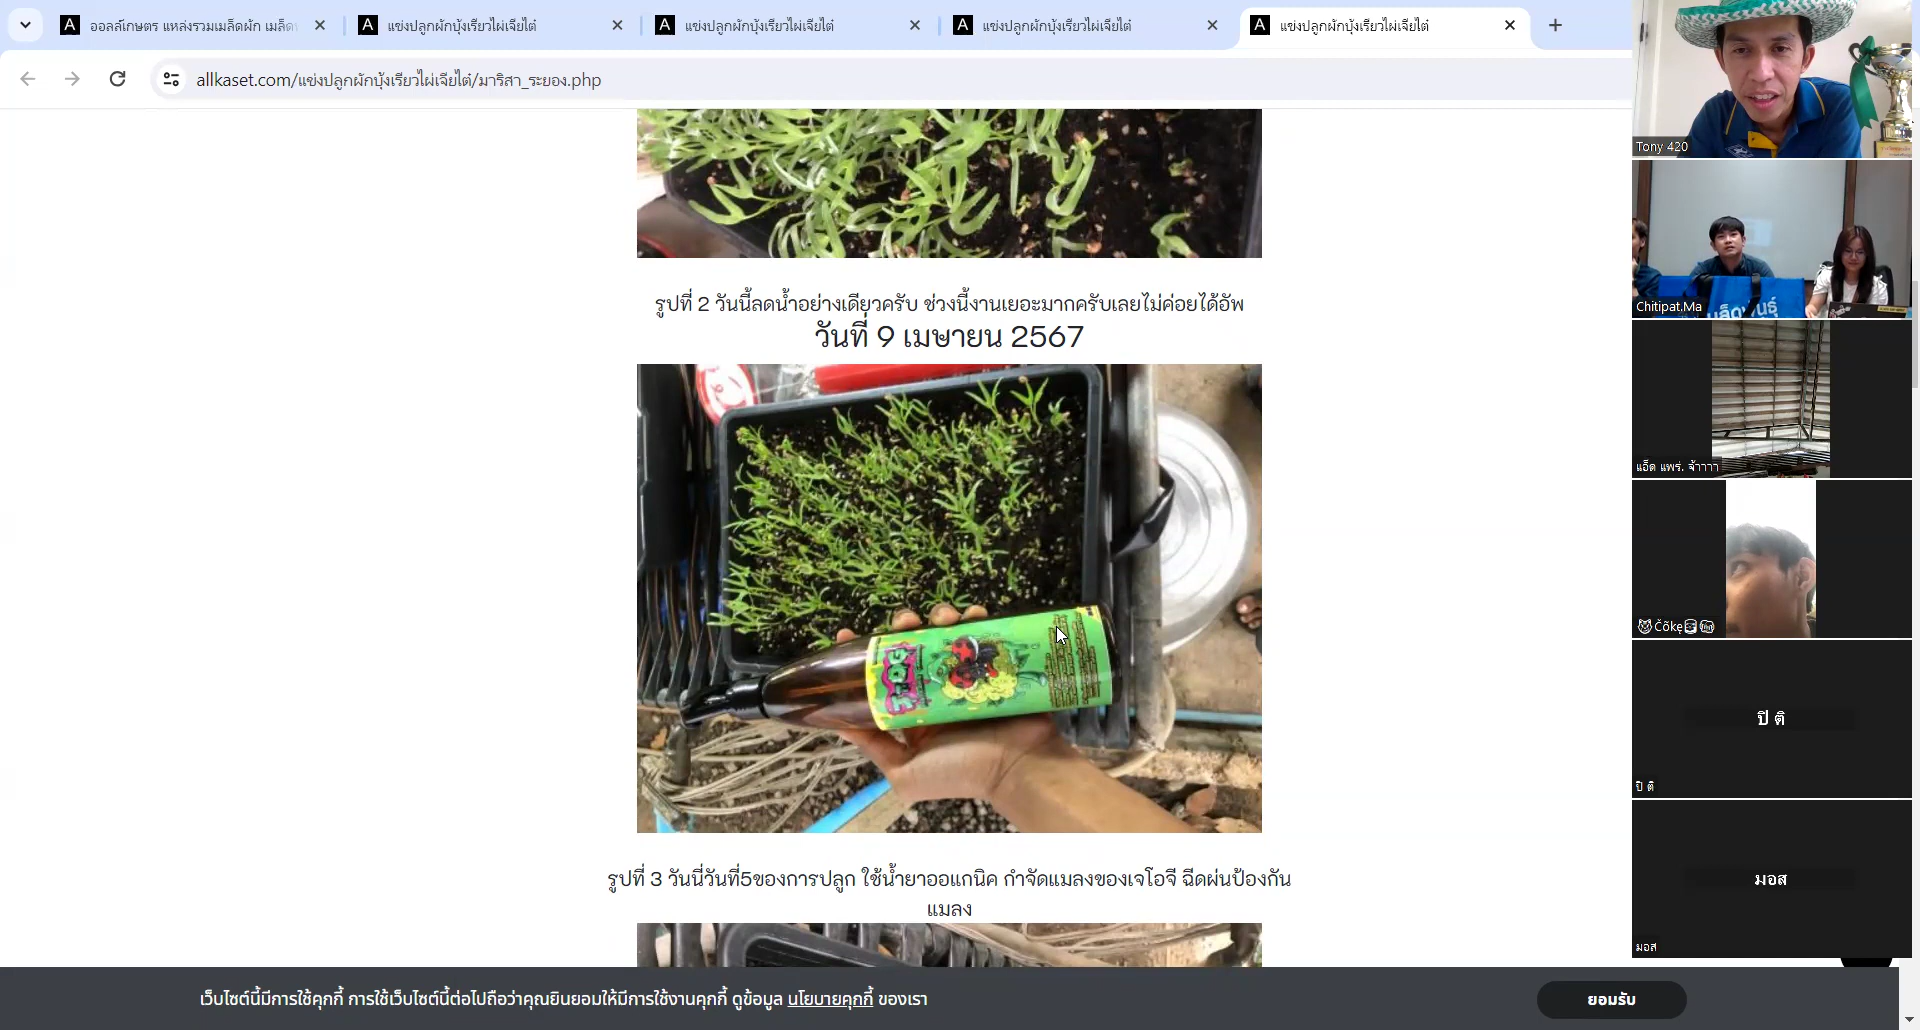 ออลล์เกษตร แหล่งรวมเมล็ดผัก เมล็ด
แข่งปลูกผักบุ้งเรียวไผ่เจียไต๋
แข่งปลูกผักบุ้งเรียวไผ่เจียไต๋
แข่งปลูกผักบุ้งเรียวไผ่เจียไต๋
แข่งปลูกผักบุ้งเรียวไผ่เจียไต๋
allkaset.com/แข่งปลูกผักบุ้งเรียวไผ่เจียไต๋/มาริสา_ระยอง.php
รูปที่ 2 วันนี้ลดน้ำอย่างเดียวครับ ช่วงนี้งานเยอะมากครับเลยไม่ค่อยได้อัพ
วันที่ 9 เมษายน 2567
รูปที่ 3 วันนี่วันที่5ของการปลูก ใช้น้ำยาออแกนิค กำจัดแมลงของเจโอจี ฉีดผ่นป้องกัน
แมลง
เว็บไซต์นี้มีการใช้คุกกี้ การใช้เว็บไซต์นี้ต่อไปถือว่าคุณยินยอมให้มีการใช้งานคุกกี้ ดูข้อมูล นโยบายคุกกี้ ของเรา
ยอมรับ
Tony 420
Chitipat.Ma
แอ็ด แพร่. จ้าาาา
ปิ ติ
ปิ ติ
มอส
มอส